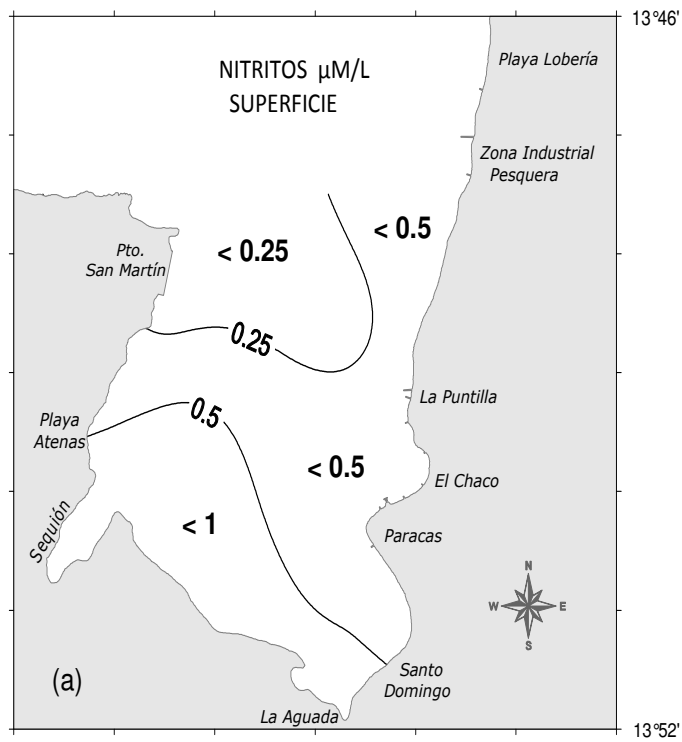 13°46'
Playa Lobería
NITRITOS µM/L
SUPERFICIE
Zona Industrial
Pesquera
< 0.5
< 0.25
Pto.
San Martín
0.25
La Puntilla
0.5
Playa
Atenas
< 0.5
El Chaco
< 1
Sequión
Paracas
N
W
E
S
(a)
Santo
Domingo
La Aguada
13°52'